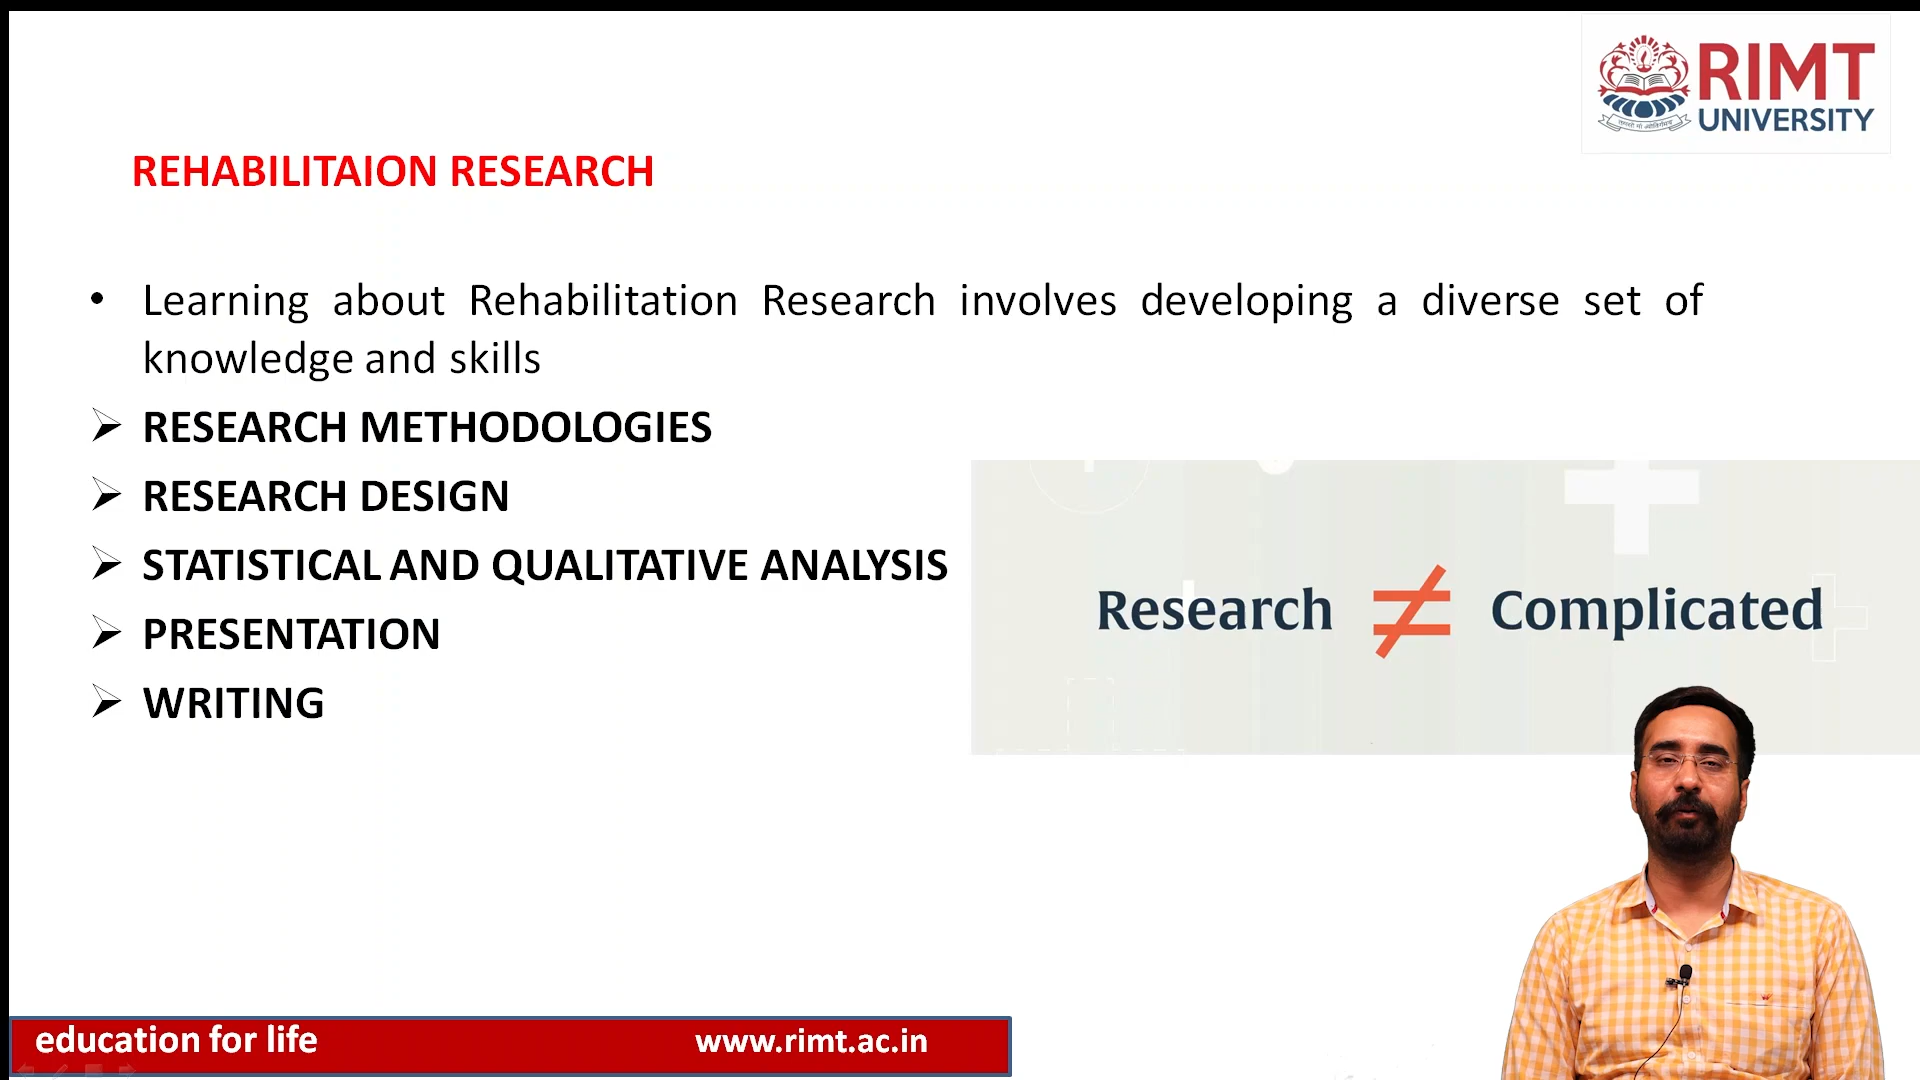 RIMT
UNIVERSITY
REHABILITAION RESEARCH
• Learning about Rehabilitation Research involves developing a diverse set of
knowledge and skills
➢ RESEARCH METHODOLOGIES
➢ RESEARCH DESIGN
➢ STATISTICAL AND QUALITATIVE ANALYSIS
➢ PRESENTATION
➢ WRITING
Research ≠ Complicated
education for life www.rimt.ac.in